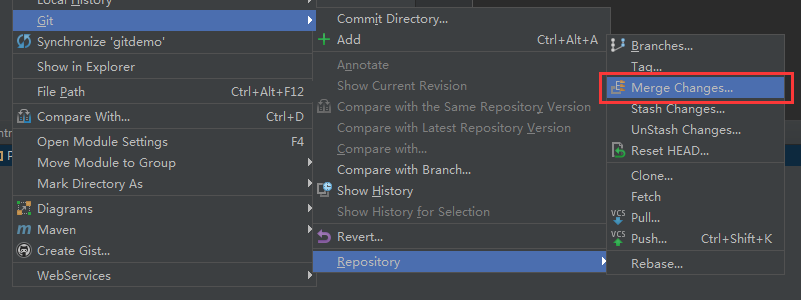 Local History
Git
Synchronize 'gitdemo'
Show in Explorer
File Path Ctrl+Alt+F12
Compare With... Ctrl+D
Open Module Settings F4
Move Module to Group
Mark Directory As
Diagrams
Maven
Create Gist...
WebServices
Commit Directory...
Add Ctrl+Alt+A
Annotate
Show Current Revision
Compare with the Same Repository Version
Compare with Latest Repository Version
Compare with...
Compare with Branch...
Show History
Show History for Selection
Revert...
Repository
Branches...
Tag...
Merge Changes...
Stash Changes...
UnStash Changes...
Reset HEAD...
Clone...
Fetch
VCS Pull...
VCS Push... Ctrl+Shift+K
Rebase...